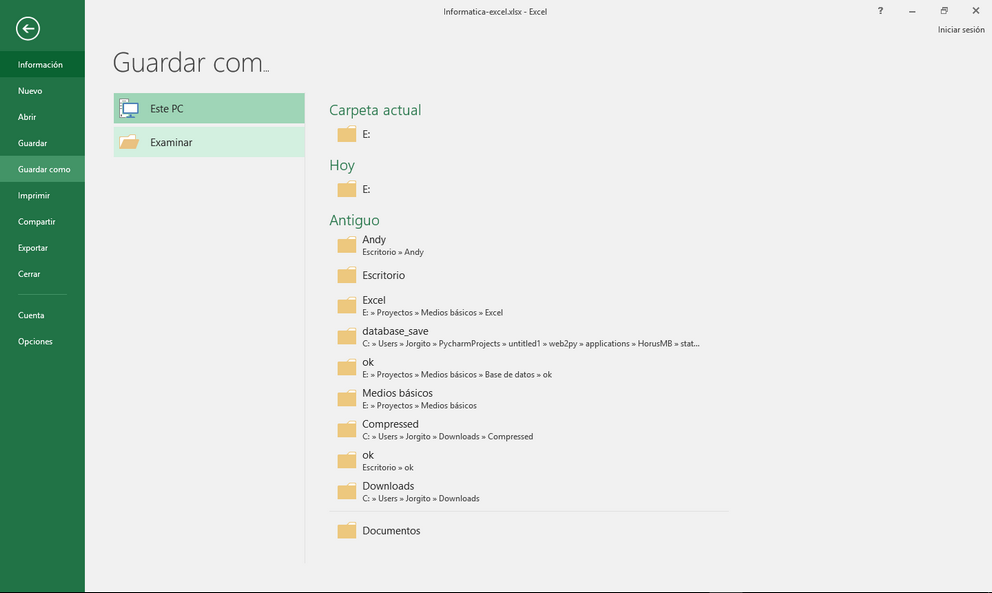 Informatica-excel.xlsx - Excel
?
Iniciar sesión
Información
Nuevo
Abrir
Guardar
Guardar como
Imprimir
Compartir
Exportar
Cerrar
Cuenta
Opciones
Guardar com...
Este PC
Examinar
Carpeta actual
E:
Hoy
E:
Antiguo
Andy
Escritorio » Andy
Escritorio
Excel
E: » Proyectos » Medios básicos » Excel
database_save
C: » Users » Jorgito » PycharmProjects » untitled1 » web2py » applications » HorusMB » stat...
ok
E: » Proyectos » Medios básicos » Base de datos » ok
Medios básicos
E: » Proyectos » Medios básicos
Compressed
C: » Users » Jorgito » Downloads » Compressed
ok
Escritorio » ok
Downloads
C: » Users » Jorgito » Downloads
Documentos